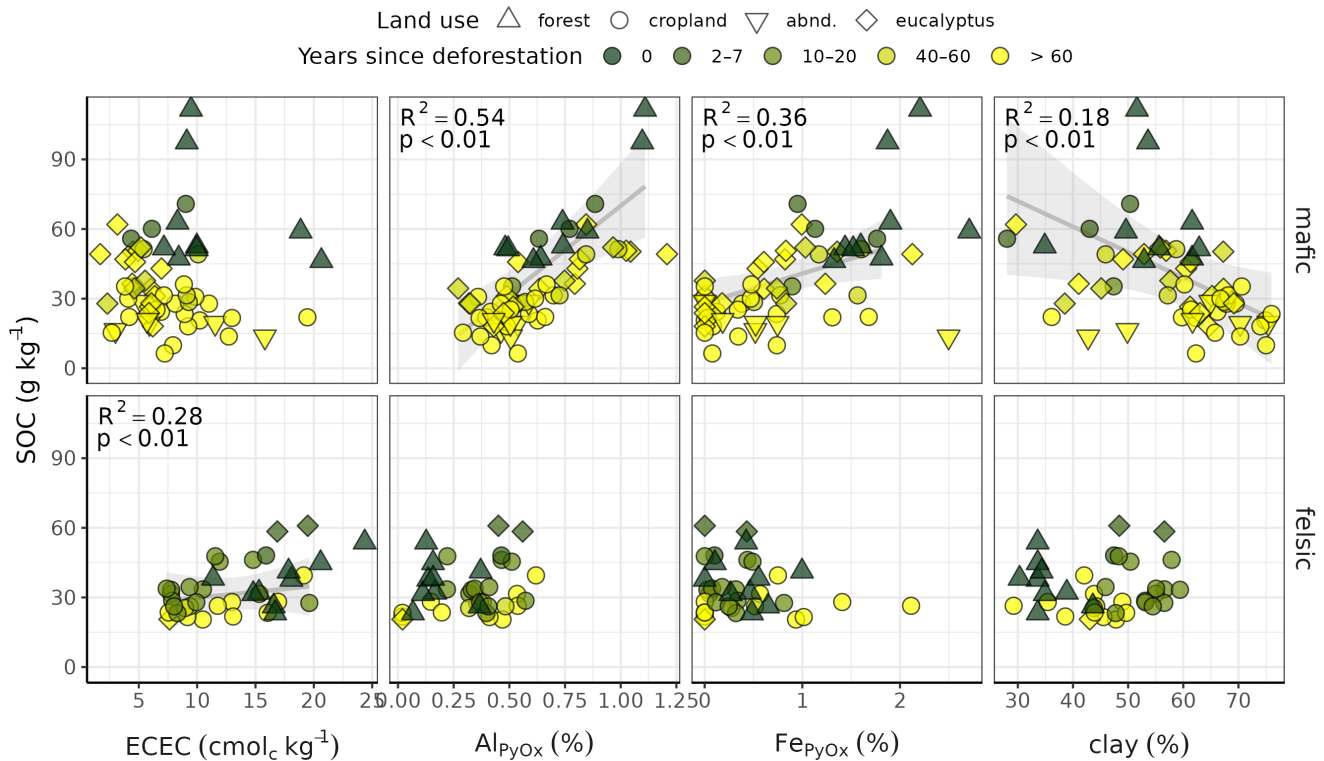 Land use forest cropland abnd. eucalyptus
Years since deforestation 0 2–7 10–20 40–60 > 60
R² = 0.54
p < 0.01
R² = 0.36
p < 0.01
R² = 0.18
p < 0.01
90
60
30
0
mafic
SOC (g kg⁻¹)
R² = 0.28
p < 0.01
90
60
30
0
felsic
5 10 15 20 25
0.00 0.25 0.50 0.75 1.00 1.25
0 1 2 3
30 40 50 60 70
ECEC (cmol_c kg⁻¹)
Al_PyOx (%)
Fe_PyOx (%)
clay (%)